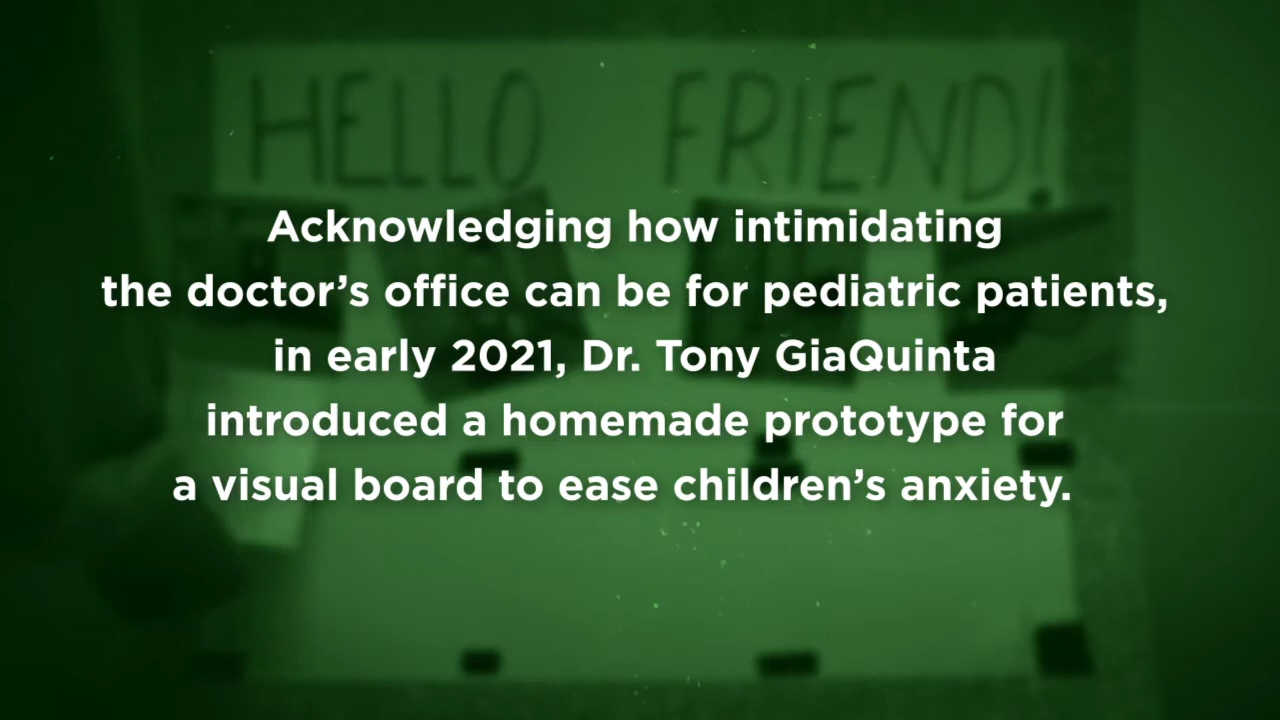 HELLO FRIEND!
Acknowledging how intimidating
the doctor’s office can be for pediatric patients,
in early 2021, Dr. Tony GiaQuinta
introduced a homemade prototype for
a visual board to ease children’s anxiety.